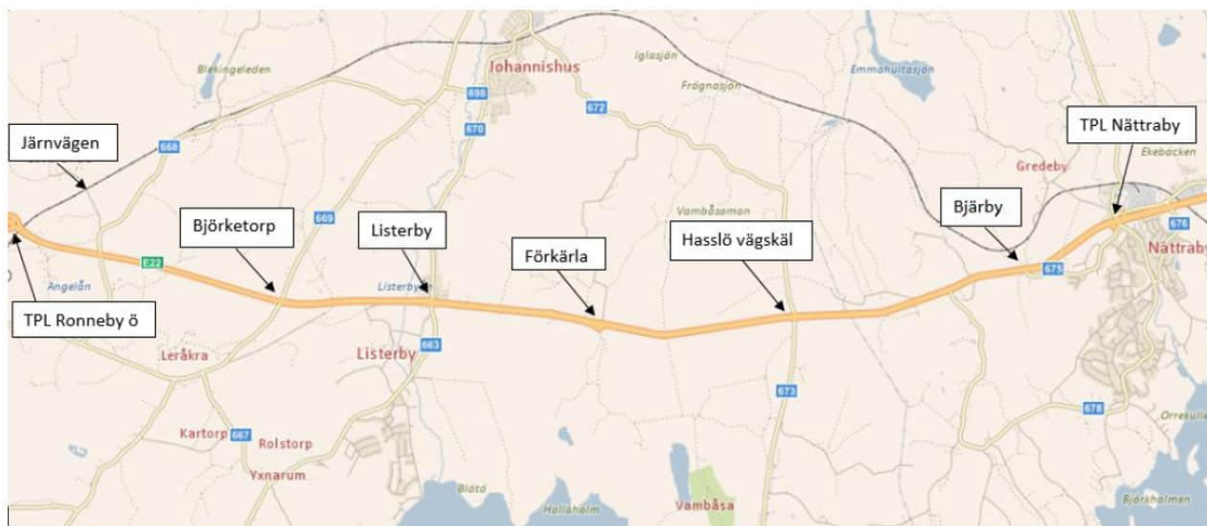 Johannishus
Iglasjön
Blekingeleden
Emmahultasjön
Frögnasjön
698
672
670
TPL Nättraby
Järnvägen
668
Ekebacken
Gredeby
Björketorp
669
Listerby
Vambåsamon
Bjärby
Hasslö vägskäl
Förkärla
676
Nättraby
E22
675
Angelån
TPL Ronneby ö
Leråkra
Listerby
663
673
678
Orrekulle
Kartorp
667
Rolstorp
Yxnarum
Blötö
Hallaholm
Vambåsa
Björkholmen